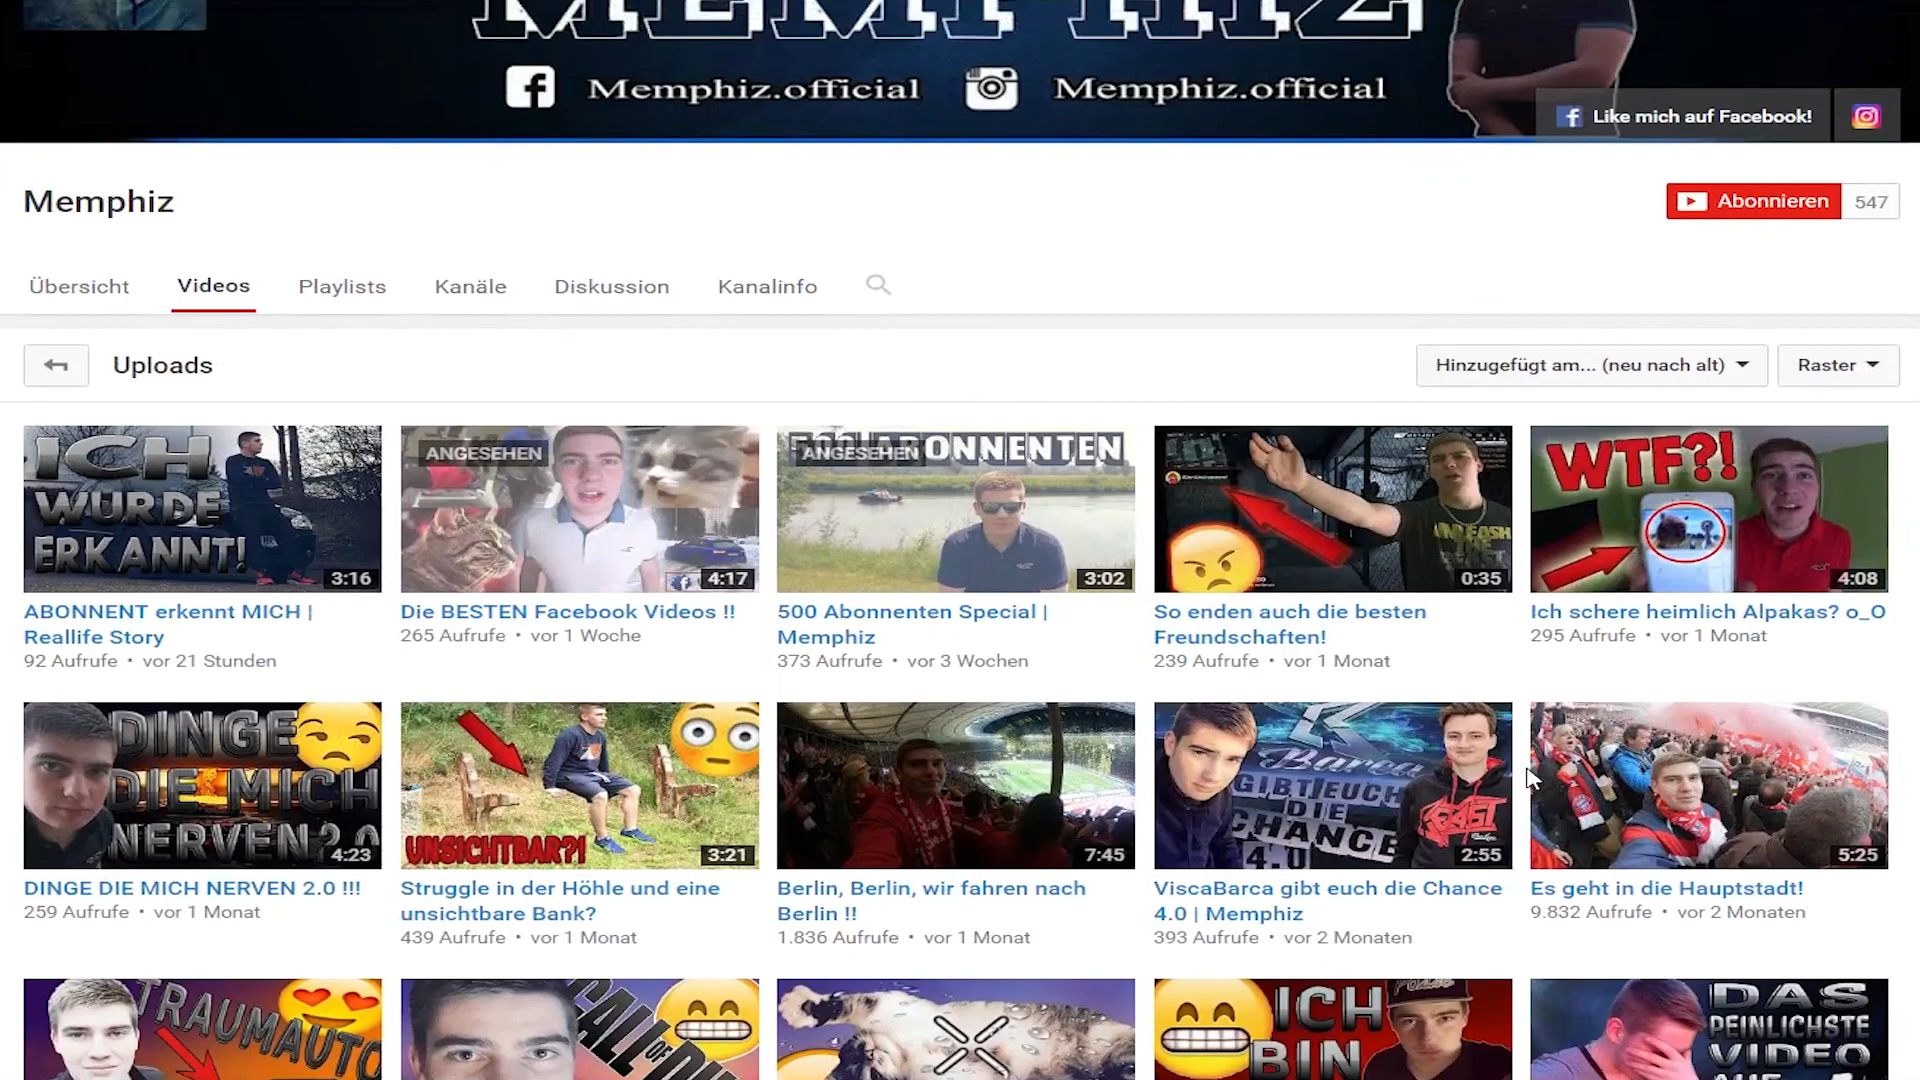 MEMPHIZ
Memphiz.official
Memphiz.official
Like mich auf Facebook!
Memphiz
Abonnieren
547
Übersicht
Videos
Playlists
Kanäle
Diskussion
Kanalinfo
Uploads
Hinzugefügt am... (neu nach alt)
Raster
ICH
WURDE
ERKANNT!
3:16
ANGESEHEN
4:17
ANGESEHEN
ONNENTEN
3:02
0:35
WTF?!
4:08
ABONNENT erkennt MICH |
Reallife Story
92 Aufrufe • vor 21 Stunden
Die BESTEN Facebook Videos !!
265 Aufrufe • vor 1 Woche
500 Abonnenten Special |
Memphiz
373 Aufrufe • vor 3 Wochen
So enden auch die besten
Freundschaften!
239 Aufrufe • vor 1 Monat
Ich schere heimlich Alpakas? o_O
295 Aufrufe • vor 1 Monat
DINGE
DIE MICH
NERVEN 2.0
4:23
UNSICHTBAR?!
3:21
7:45
Barca
GIBT EUCH
DIE
CHANCE
4.0
BEAST
2:55
5:25
DINGE DIE MICH NERVEN 2.0 !!!
259 Aufrufe • vor 1 Monat
Struggle in der Höhle und eine
unsichtbare Bank?
439 Aufrufe • vor 1 Monat
Berlin, Berlin, wir fahren nach
Berlin !!
1.836 Aufrufe • vor 1 Monat
ViscaBarca gibt euch die Chance
4.0 | Memphiz
393 Aufrufe • vor 2 Monaten
Es geht in die Hauptstadt!
9.832 Aufrufe • vor 2 Monaten
TRAUMAUTO
CALL OF DU
ICH
BIN
DAS
PEINLICHSTE
VIDEO